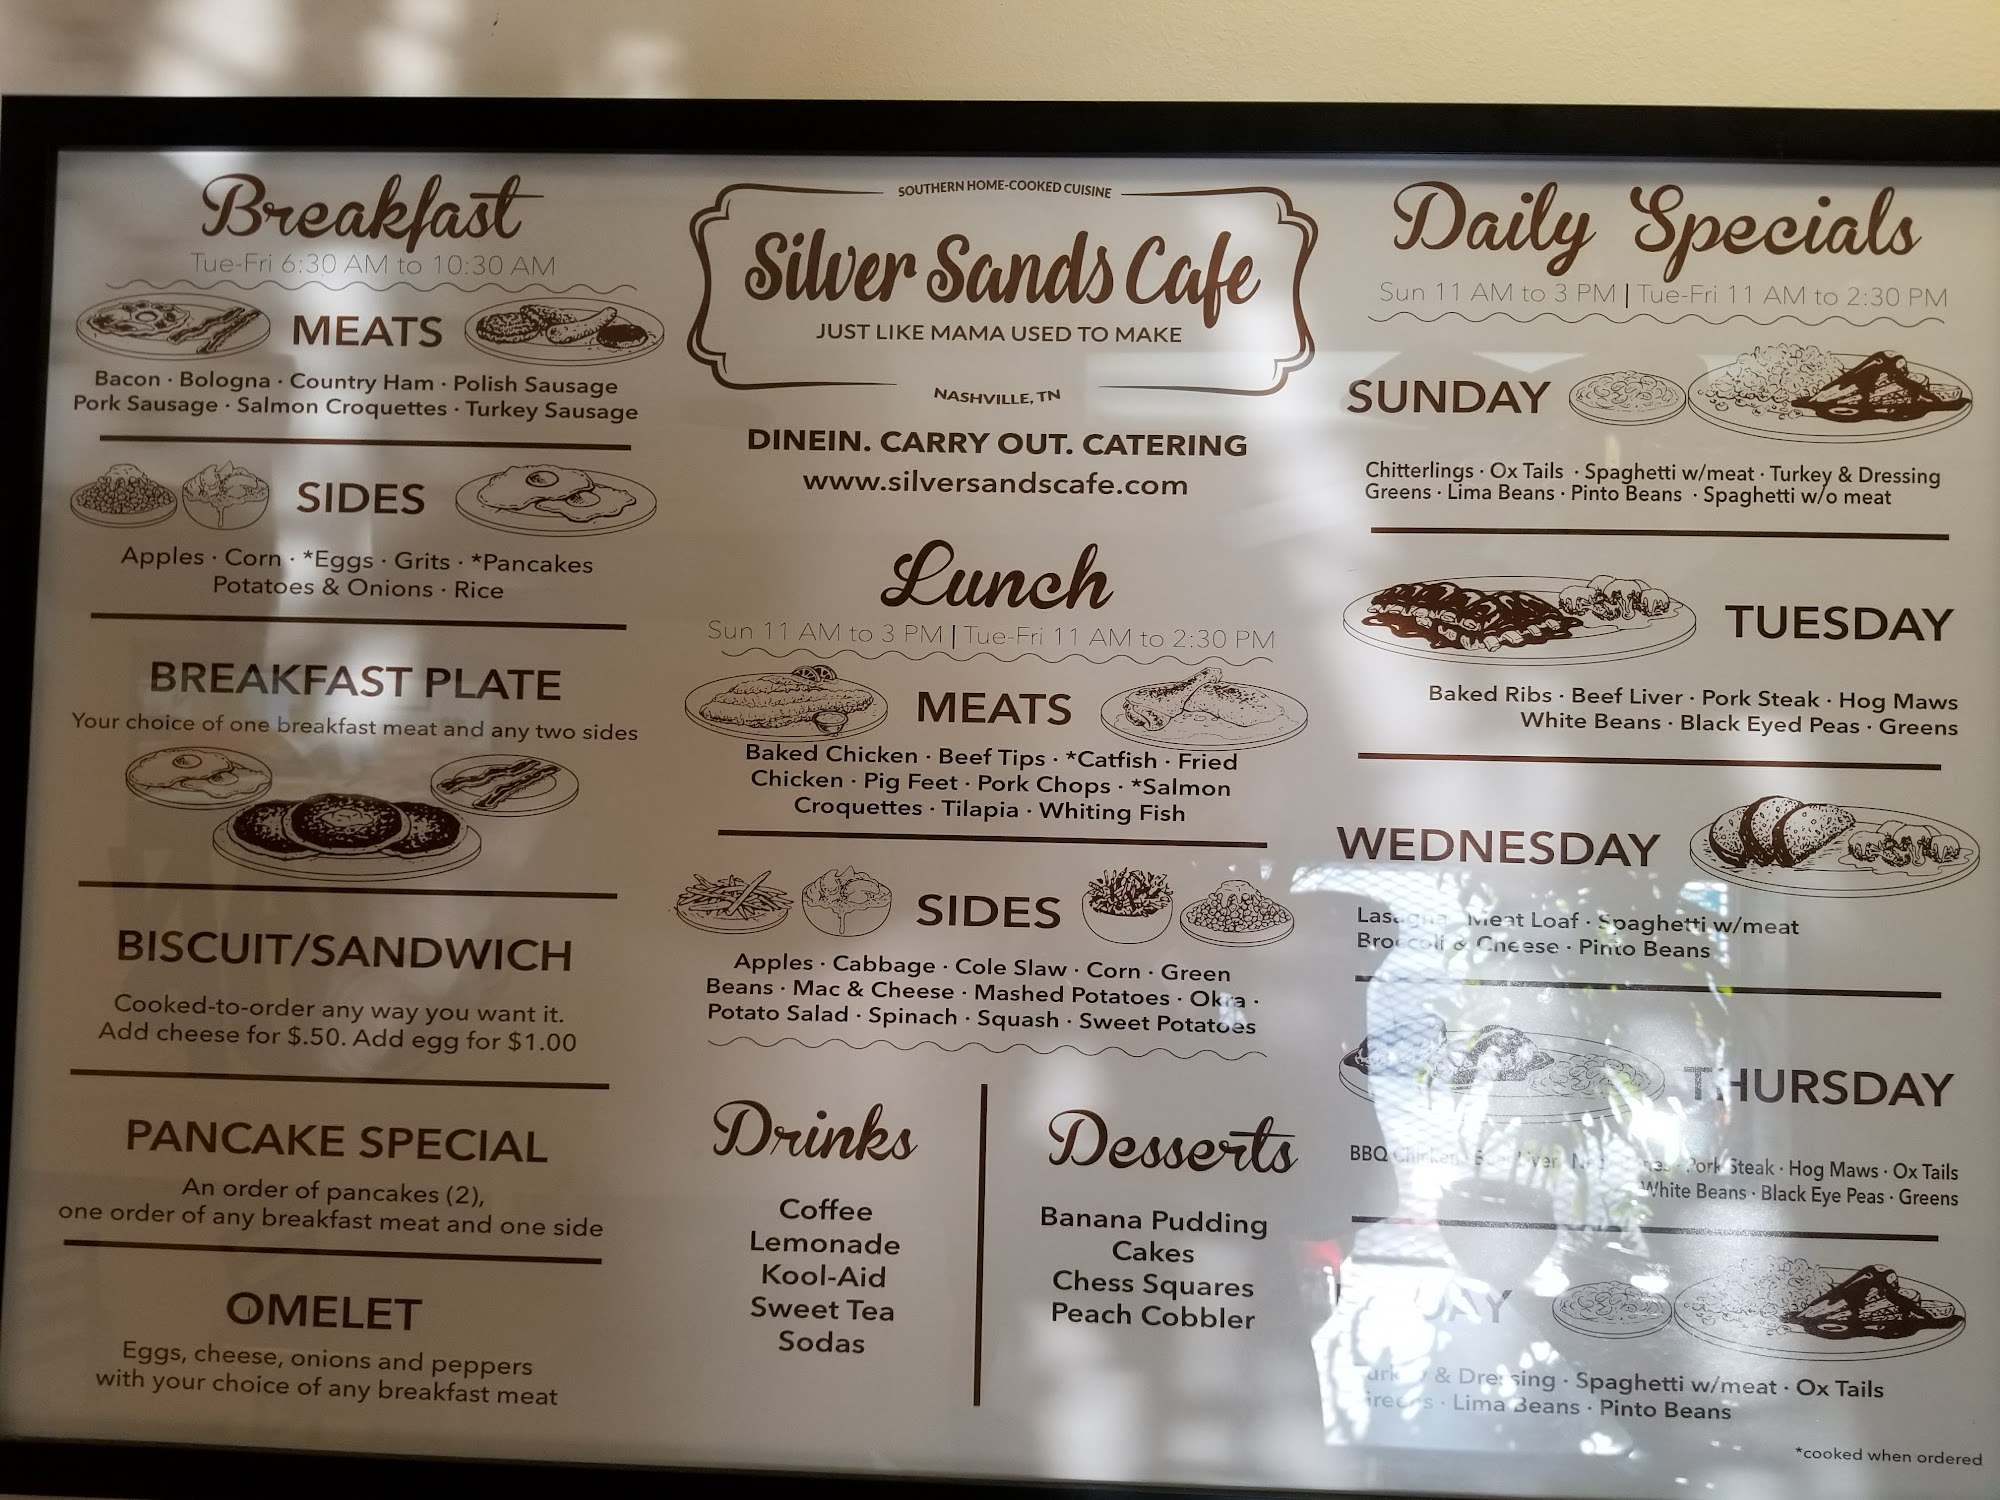 Breakfast
Tue-Fri 6:30 AM to 10:30 AM
MEATS
Bacon · Bologna · Country Ham · Polish Sausage
Pork Sausage · Salmon Croquettes · Turkey Sausage
SIDES
Apples · Corn · *Eggs · Grits · *Pancakes
Potatoes & Onions · Rice
BREAKFAST PLATE
Your choice of one breakfast meat and any two sides
BISCUIT/SANDWICH
Cooked-to-order any way you want it.
Add cheese for $.50. Add egg for $1.00
PANCAKE SPECIAL
An order of pancakes (2),
one order of any breakfast meat and one side
OMELET
Eggs, cheese, onions and peppers
with your choice of any breakfast meat
SOUTHERN HOME-COOKED CUISINE
Silver Sands Cafe
JUST LIKE MAMA USED TO MAKE
NASHVILLE, TN
DINEIN. CARRY OUT. CATERING
www.silversandscafe.com
Lunch
Sun 11 AM to 3 PM | Tue-Fri 11 AM to 2:30 PM
MEATS
Baked Chicken · Beef Tips · *Catfish · Fried
Chicken · Pig Feet · Pork Chops · *Salmon
Croquettes · Tilapia · Whiting Fish
SIDES
Apples · Cabbage · Cole Slaw · Corn · Green
Beans · Mac & Cheese · Mashed Potatoes · Okra ·
Potato Salad · Spinach · Squash · Sweet Potatoes
Drinks
Coffee
Lemonade
Kool-Aid
Sweet Tea
Sodas
Desserts
Banana Pudding
Cakes
Chess Squares
Peach Cobbler
Daily Specials
Sun 11 AM to 3 PM | Tue-Fri 11 AM to 2:30 PM
SUNDAY
Chitterlings · Ox Tails · Spaghetti w/meat · Turkey & Dressing
Greens · Lima Beans · Pinto Beans · Spaghetti w/o meat
TUESDAY
Baked Ribs · Beef Liver · Pork Steak · Hog Maws
White Beans · Black Eyed Peas · Greens
WEDNESDAY
Lasagna · Meat Loaf · Spaghetti w/meat
Broccoli & Cheese · Pinto Beans
THURSDAY
BBQ Chicken · Beef Liver · Pork Steak · Hog Maws · Ox Tails
White Beans · Black Eye Peas · Greens
Turkey & Dressing · Spaghetti w/meat · Ox Tails
Greens · Lima Beans · Pinto Beans
*cooked when ordered